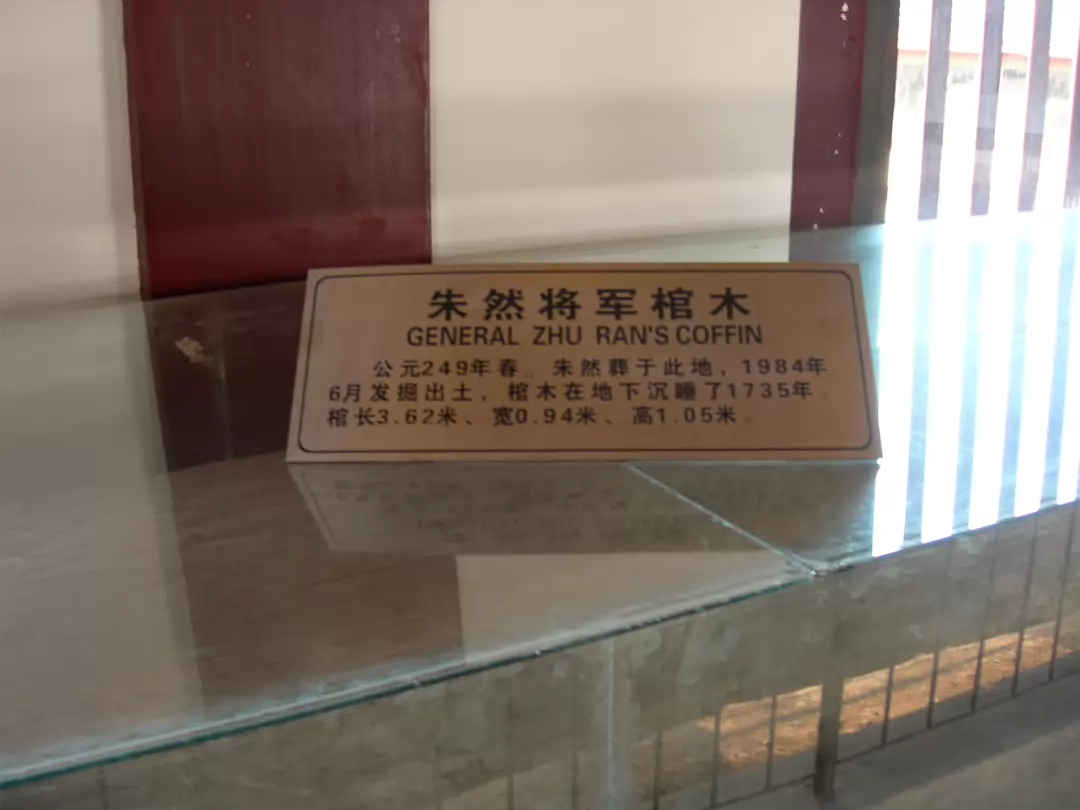 朱然将军棺木
GENERAL ZHU RAN'S COFFIN
公元249年春。朱然葬于此地，1984年
6月发掘出土，棺木在地下沉睡了1735年。
棺长3.62米、宽0.94米、高1.05米。